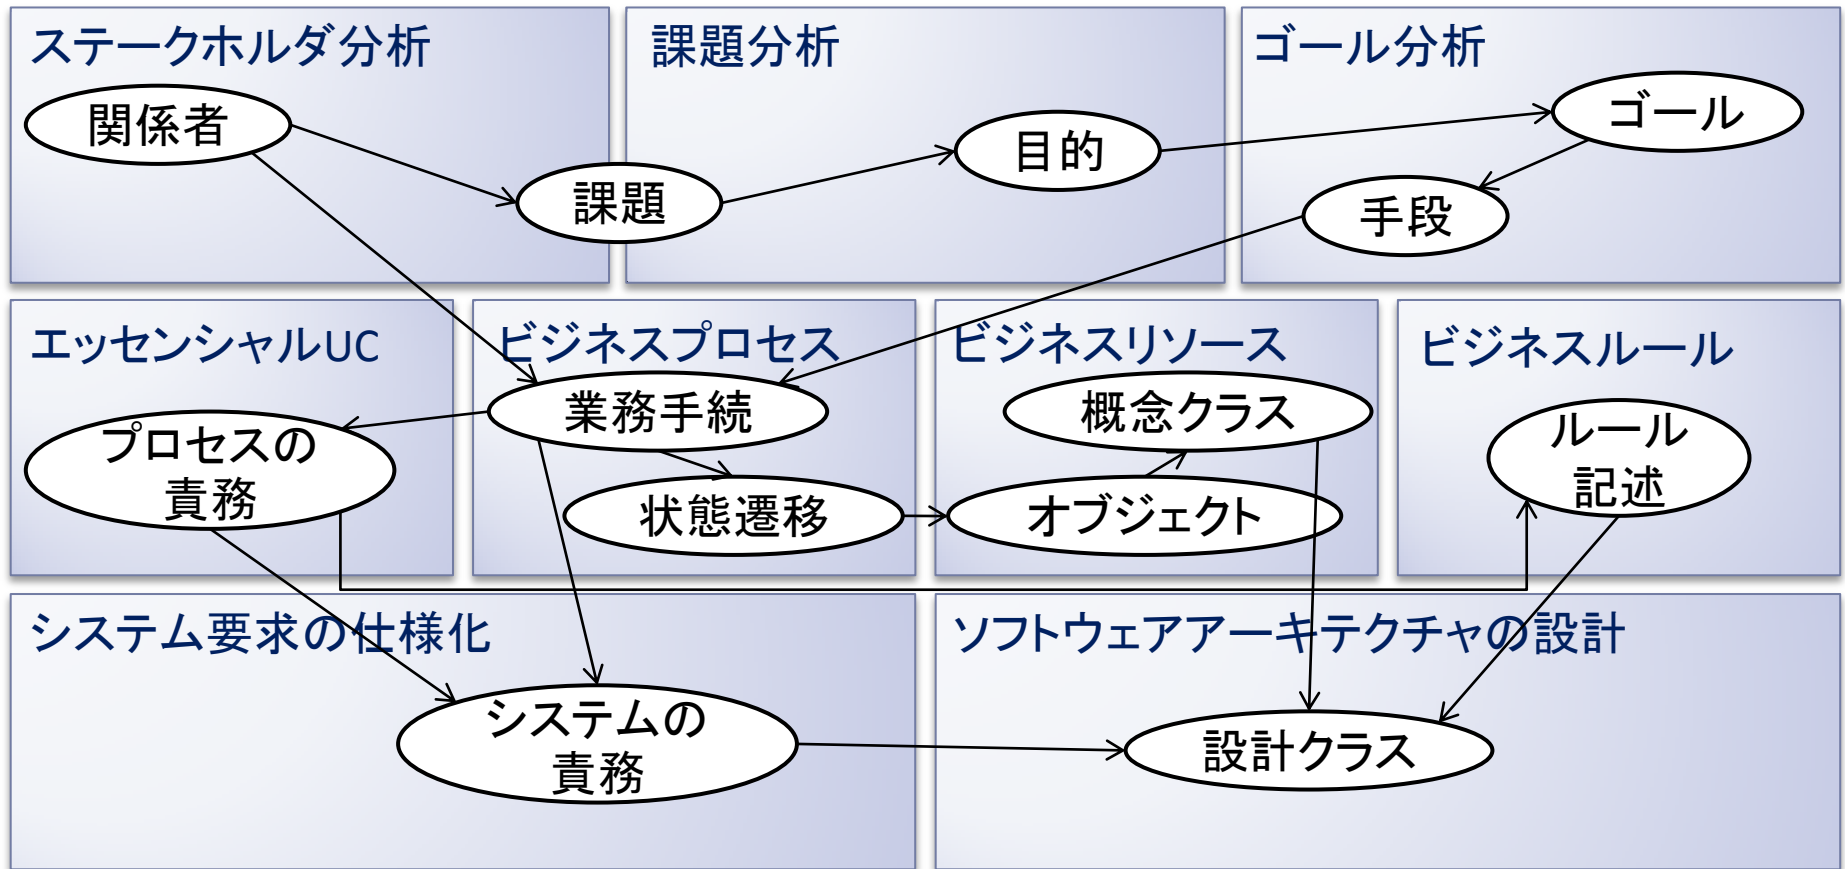 ステークホルダ分析
関係者
課題分析
課題
目的
ゴール分析
ゴール
手段
エッセンシャルUC
プロセスの
責務
ビジネスプロセス
業務手続
状態遷移
ビジネスリソース
概念クラス
オブジェクト
ビジネスルール
ルール
記述
システム要求の仕様化
システムの
責務
ソフトウェアアーキテクチャの設計
設計クラス